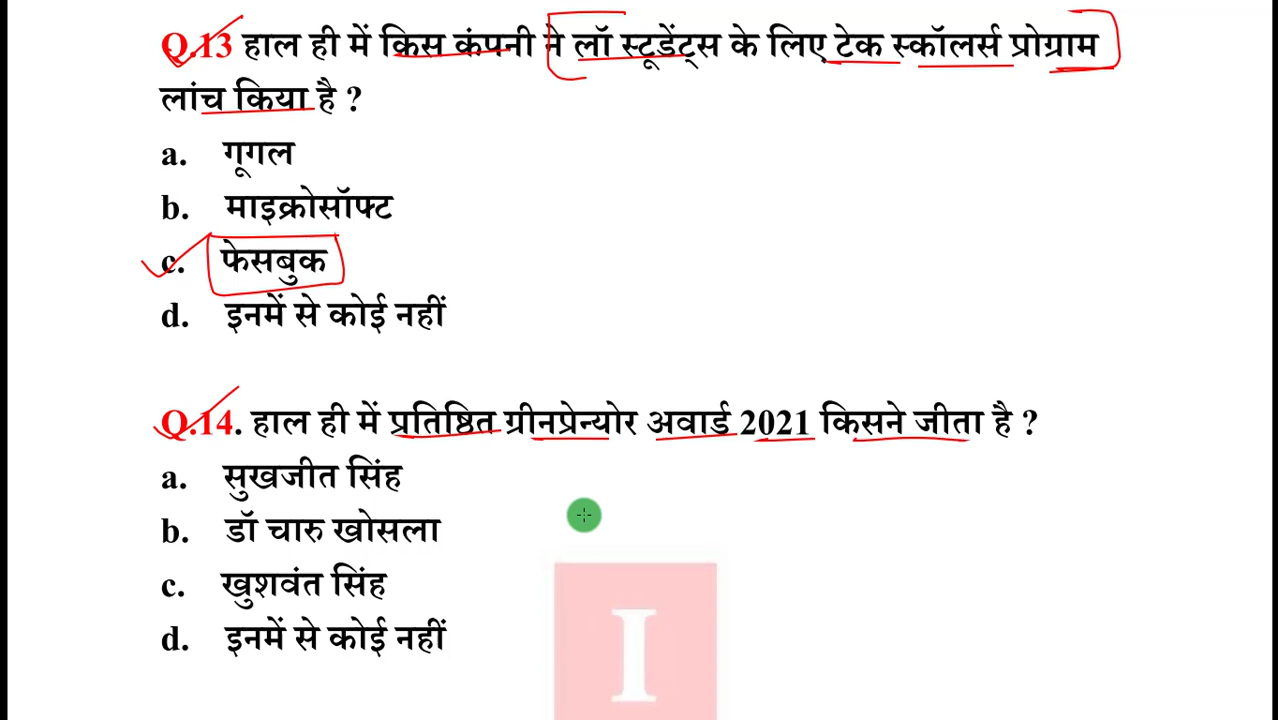 Q.13 हाल ही में किस कंपनी ने लॉ स्टूडेंट्स के लिए टेक स्कॉलर्स प्रोग्राम
लांच किया है ?
a. गूगल
b. माइक्रोसॉफ्ट
c. फेसबुक
d. इनमें से कोई नहीं
Q.14. हाल ही में प्रतिष्ठित ग्रीनप्रेन्योर अवार्ड 2021 किसने जीता है ?
a. सुखजीत सिंह
b. डॉ चारु खोसला
c. खुशवंत सिंह
d. इनमें से कोई नहीं
I